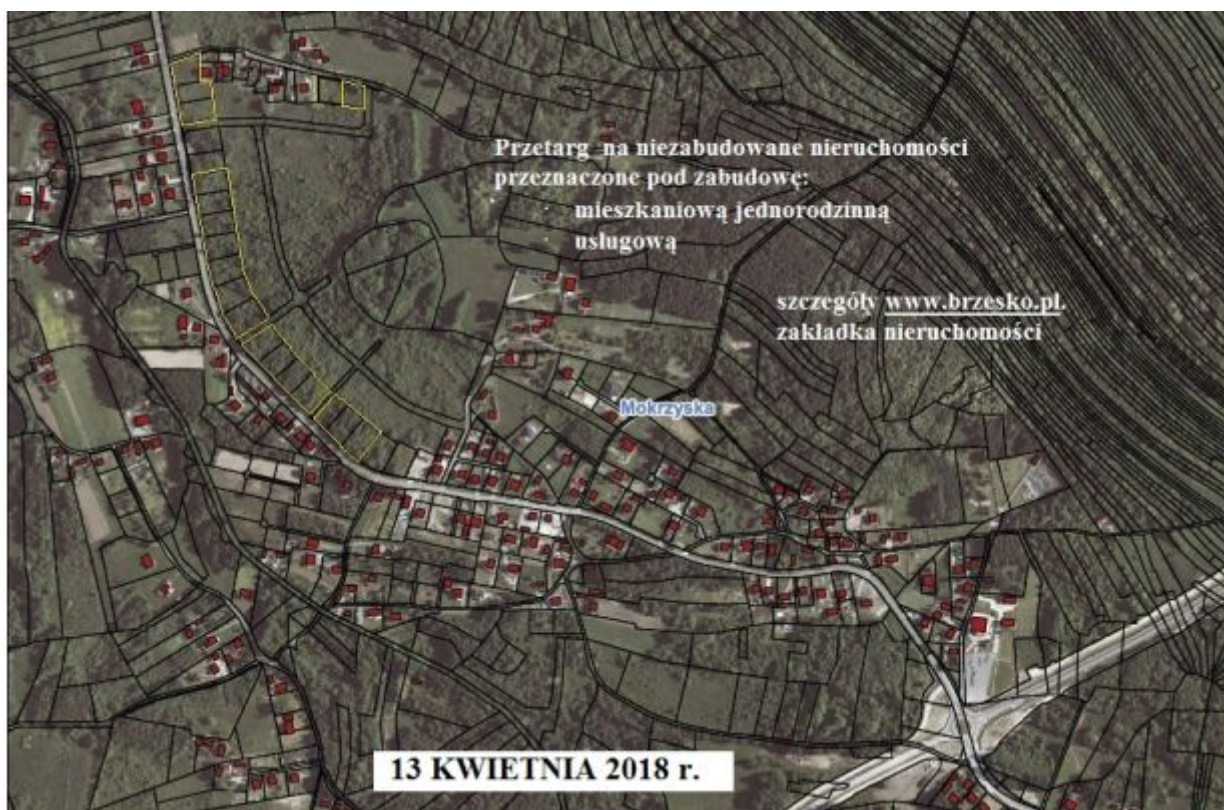 Przetarg na niezabudowane nieruchomości
przeznaczone pod zabudowę:
mieszkaniową jednorodzinną
usługową
szczegóły www.brzesko.pl.
zakładka nieruchomości
Mokrzyska
13 KWIETNIA 2018 r.